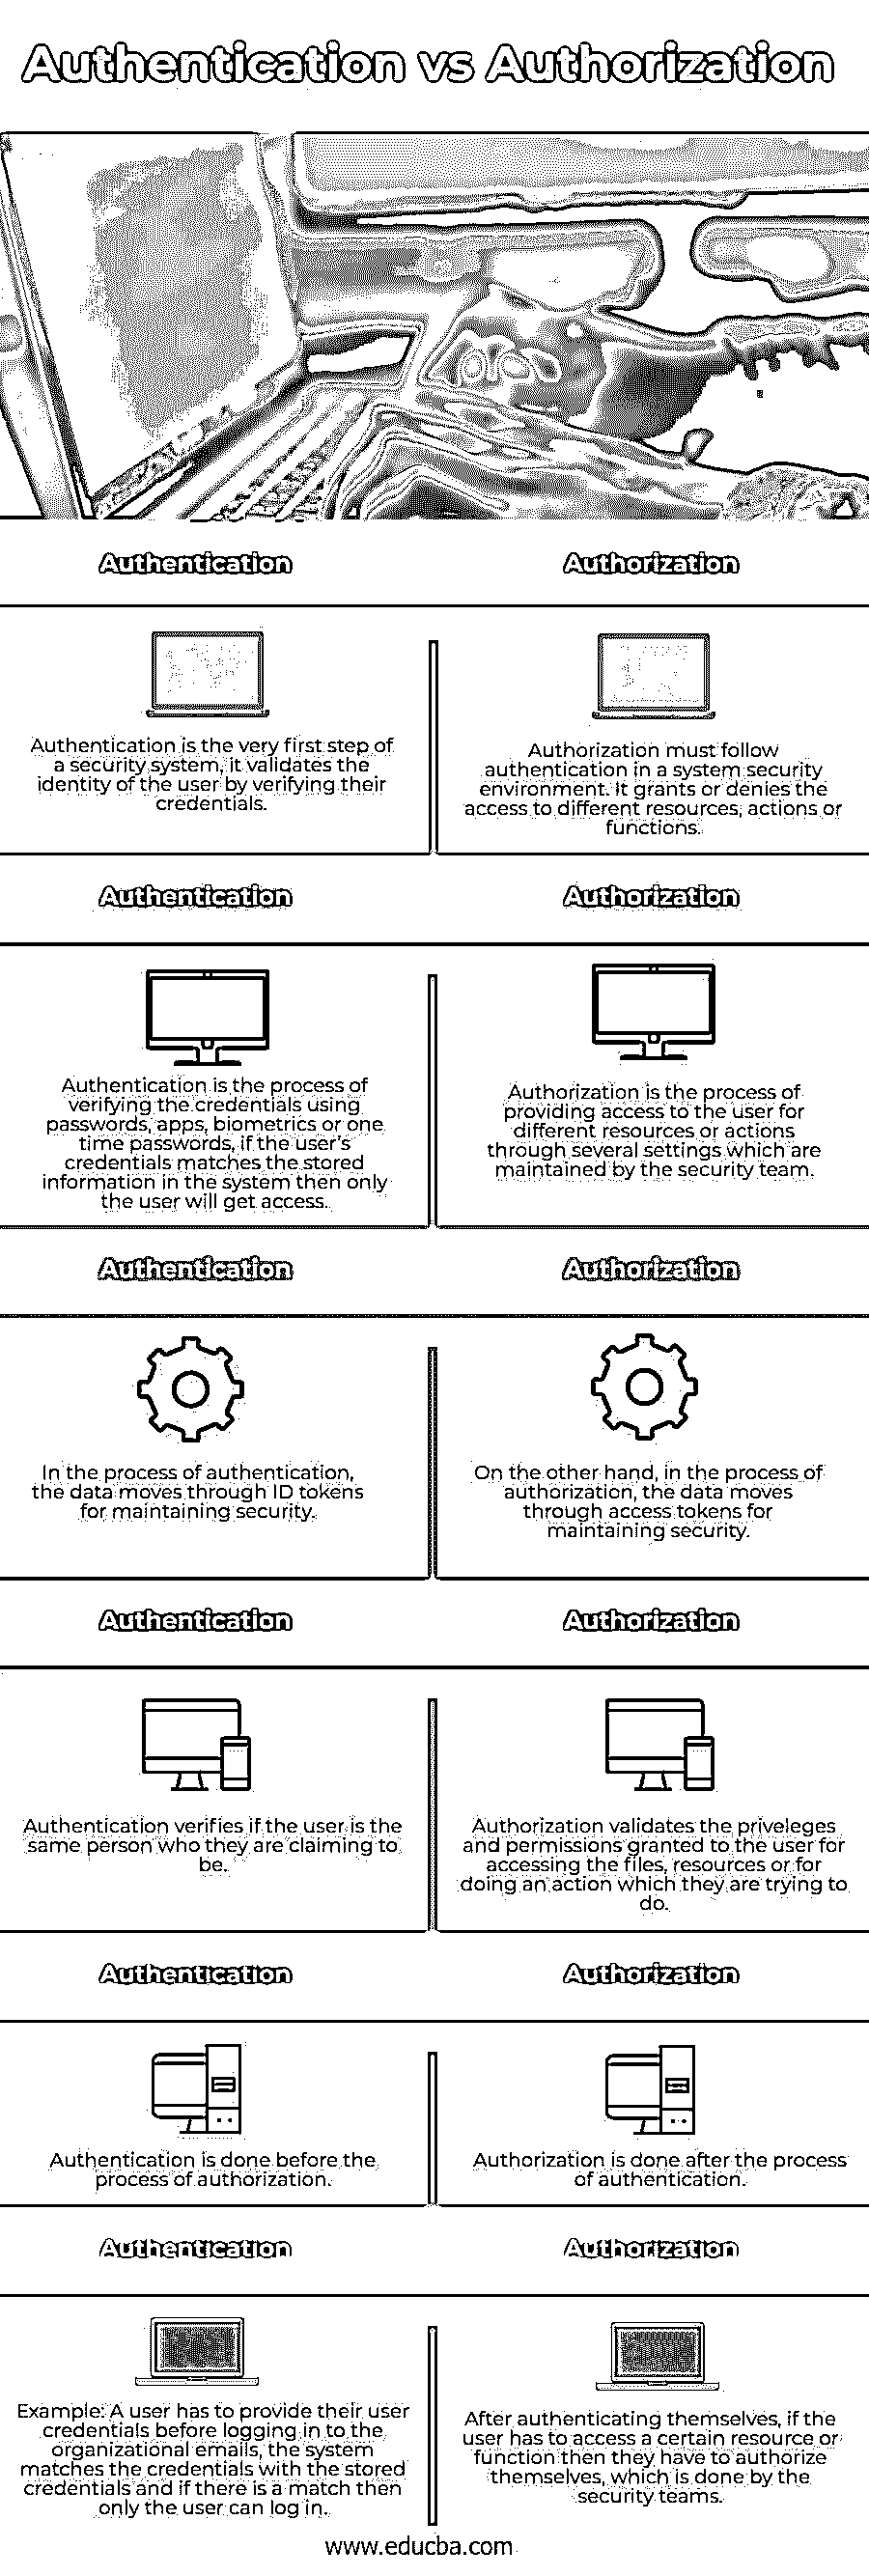 Authentication vs Authorization
Authentication
Authorization
Authentication is the very first step of
a security system, it validates the
identity of the user by verifying their
credentials.
Authorization must follow
authentication in a system security
environment. It grants or denies the
access to different resources, actions or
functions.
Authentication
Authorization
Authentication is the process of
verifying the credentials using
passwords, apps, biometrics or one
time passwords, if the user's
credentials matches the stored
information in the system then only
the user will get access.
Authorization is the process of
providing access to the user for
different resources or actions
through several settings which are
maintained by the security team.
Authentication
Authorization
In the process of authentication,
the data moves through ID tokens
for maintaining security.
On the other hand, in the process of
authorization, the data moves
through access tokens for
maintaining security.
Authentication
Authorization
Authentication verifies if the user is the
same person who they are claiming to
be.
Authorization validates the priveleges
and permissions granted to the user for
accessing the files, resources or for
doing an action which they are trying to
do.
Authentication
Authorization
Authentication is done before the
process of authorization.
Authorization is done after the process
of authentication.
Authentication
Authorization
Example: A user has to provide their user
credentials before logging in to the
organizational emails, the system
matches the credentials with the stored
credentials and if there is a match then
only the user can log in.
After authenticating themselves, if the
user has to access a certain resource or
function then they have to authorize
themselves, which is done by the
security teams.
www.educba.com